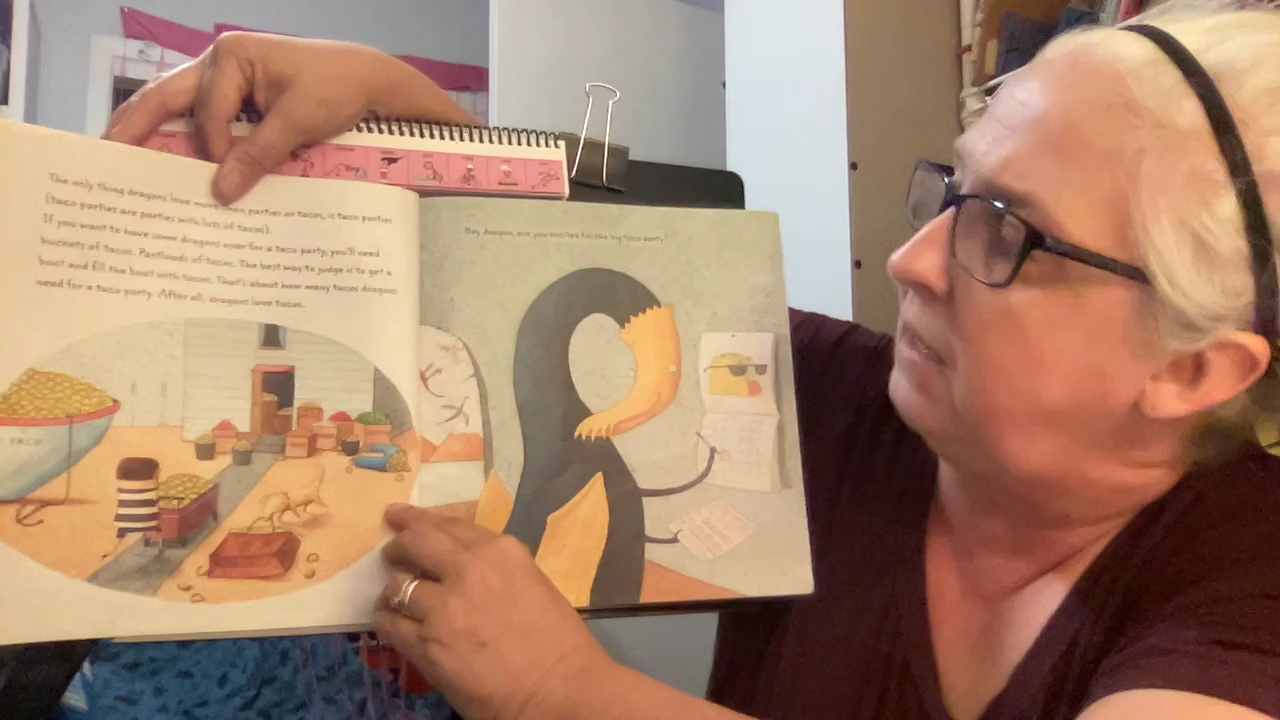 The only thing dragons love more than parties or tacos, is taco parties
(taco parties are parties with lots of tacos).
If you want to have some dragons over for a taco party, you'll need
buckets of tacos. Pantloads of tacos. The best way to judge is to get a
boat and fill the boat with tacos. That's about how many tacos dragons
need for a taco party. After all, dragons love tacos.
Hey dragon, are you excited for the big taco party?